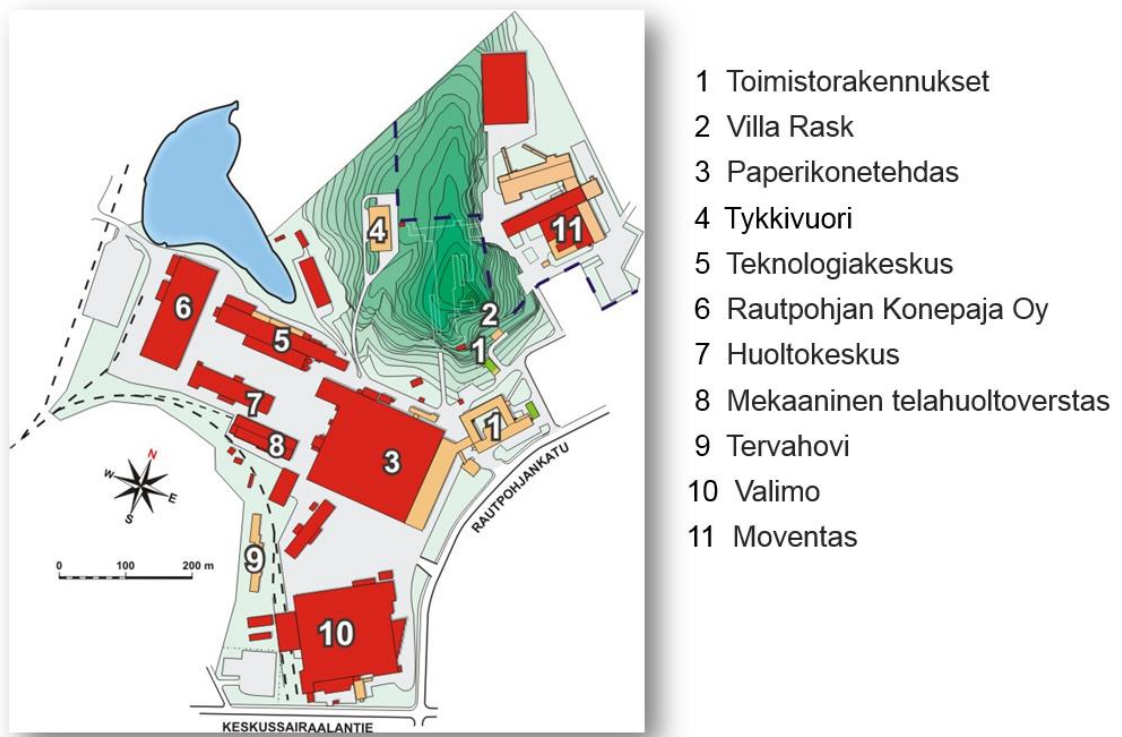 11
4
2
6
1
5
7
1
8
3
RAUTPOHJANKATU
N
W
E
S
9
0 100 200 m
10
KESKUSSAIRAALANTIE
1 Toimistorakennukset
2 Villa Rask
3 Paperikonetehdas
4 Tykkivuori
5 Teknologiakeskus
6 Rautpohjan Konepaja Oy
7 Huoltokeskus
8 Mekaaninen telahuoltoverstas
9 Tervahovi
10 Valimo
11 Moventas